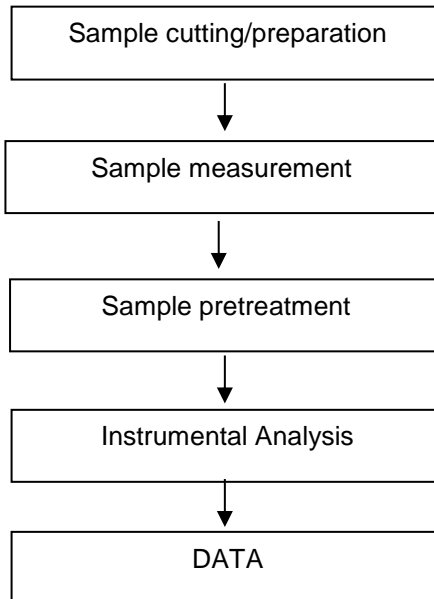 Sample cutting/preparation
Sample measurement
Sample pretreatment
Instrumental Analysis
DATA